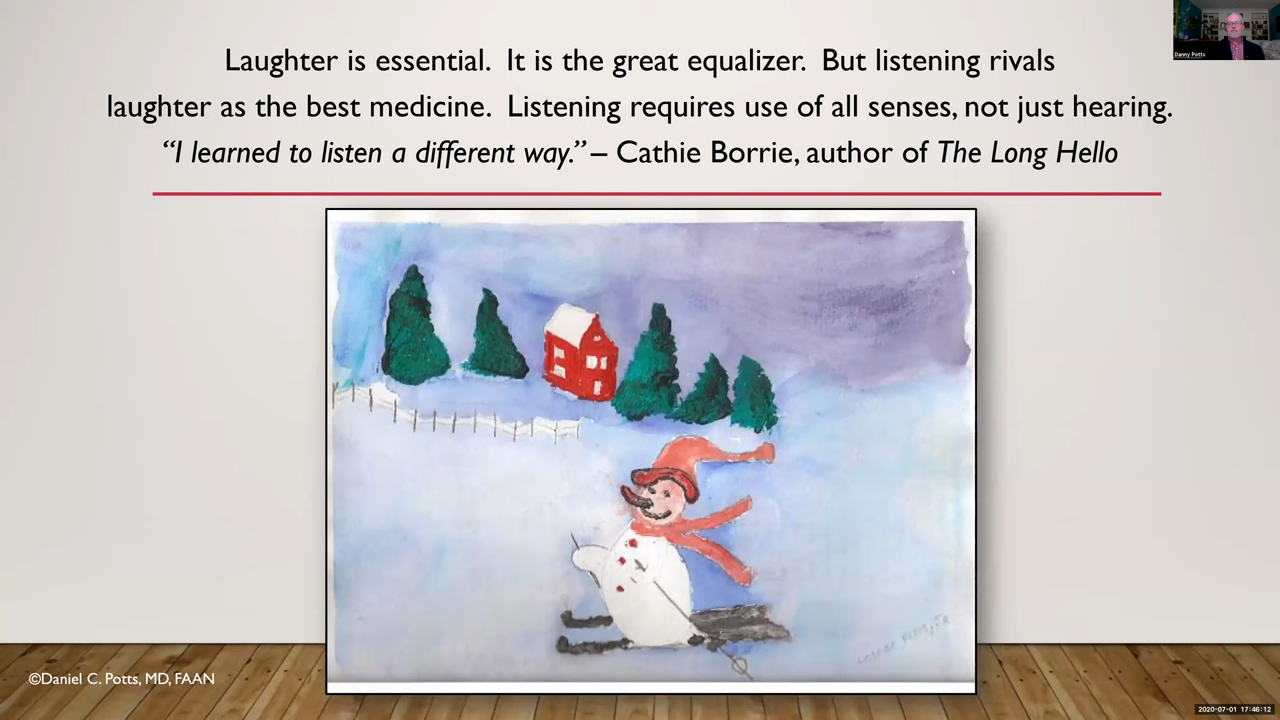 Laughter is essential. It is the great equalizer. But listening rivals
laughter as the best medicine. Listening requires use of all senses, not just hearing.
“I learned to listen a different way.” – Cathie Borrie, author of The Long Hello
Danny Potts
©Daniel C. Potts, MD, FAAN
2020-07-01 17:46:12